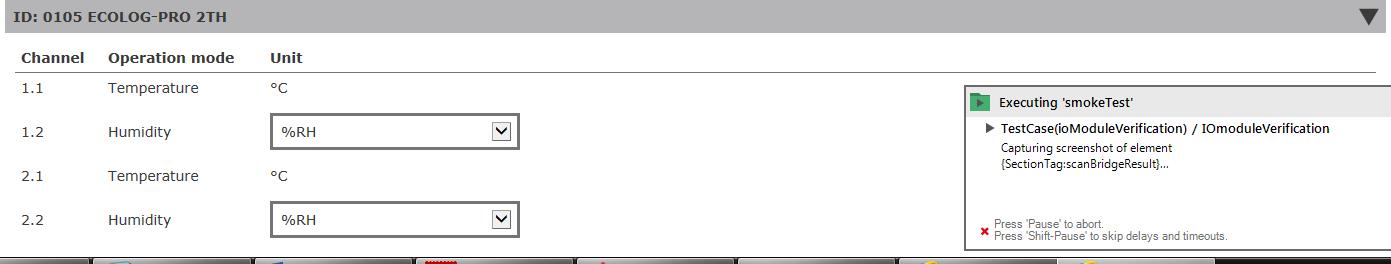 ID: 0105 ECOLOG-PRO 2TH
Channel Operation mode Unit
1.1 Temperature °C
1.2 Humidity %RH
2.1 Temperature °C
2.2 Humidity %RH
Executing 'smokeTest'
TestCase(ioModuleVerification) / IOmoduleVerification
Capturing screenshot of element
{SectionTag:scanBridgeResult}...
Press 'Pause' to abort.
Press 'Shift-Pause' to skip delays and timeouts.